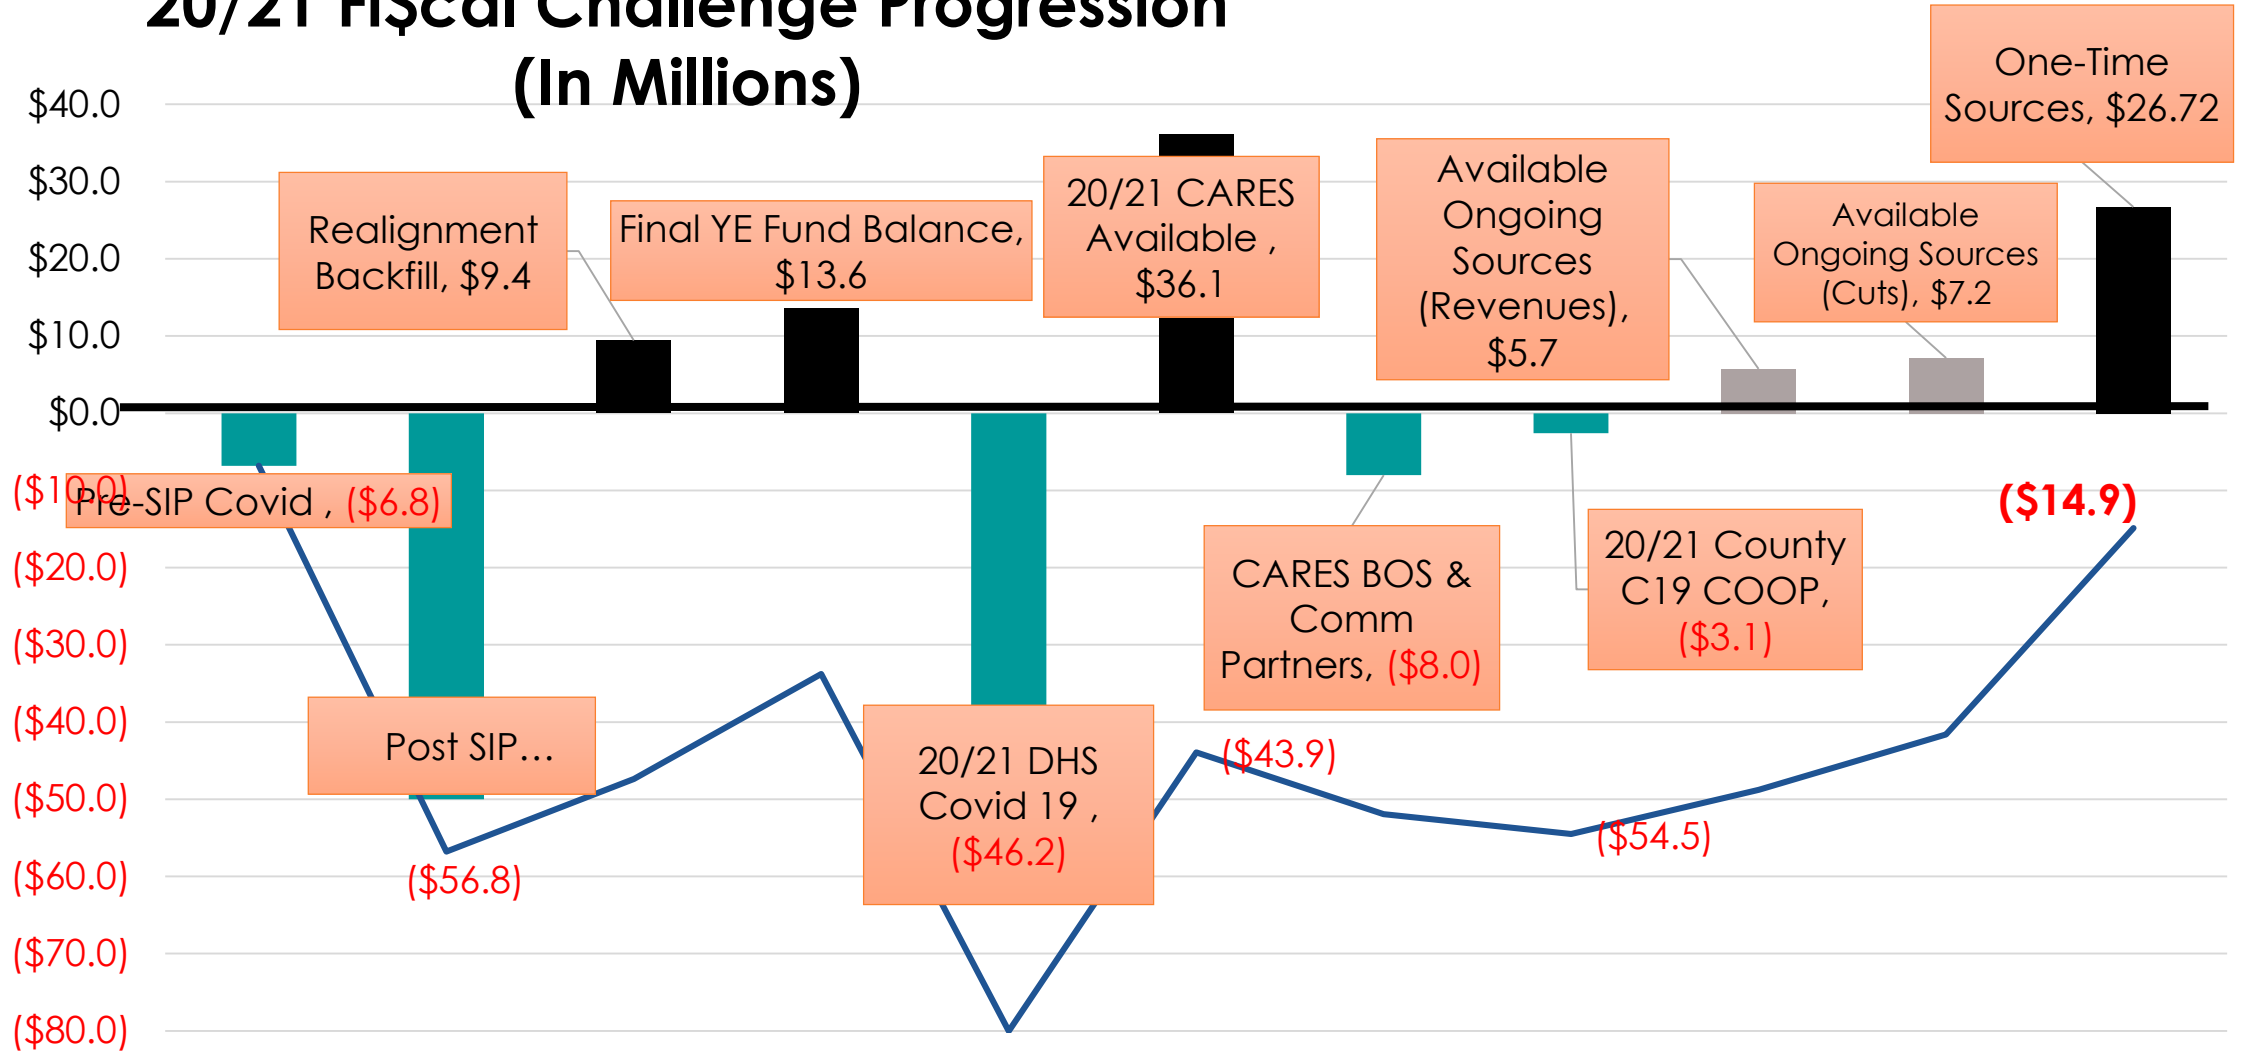 20/21 Fi$cal Challenge Progression
(In Millions)
$40.0
$30.0
$20.0
$10.0
$0.0
($10.0)
($20.0)
($30.0)
($40.0)
($50.0)
($60.0)
($70.0)
($80.0)
Pre-SIP Covid , ($6.8)
Post SIP…
($56.8)
Realignment
Backfill, $9.4
Final YE Fund Balance,
$13.6
20/21 DHS
Covid 19 ,
($46.2)
20/21 CARES
Available ,
$36.1
($43.9)
CARES BOS &
Comm
Partners, ($8.0)
20/21 County
C19 COOP,
($3.1)
($54.5)
Available
Ongoing
Sources
(Revenues),
$5.7
Available
Ongoing Sources
(Cuts), $7.2
One-Time
Sources, $26.72
($14.9)